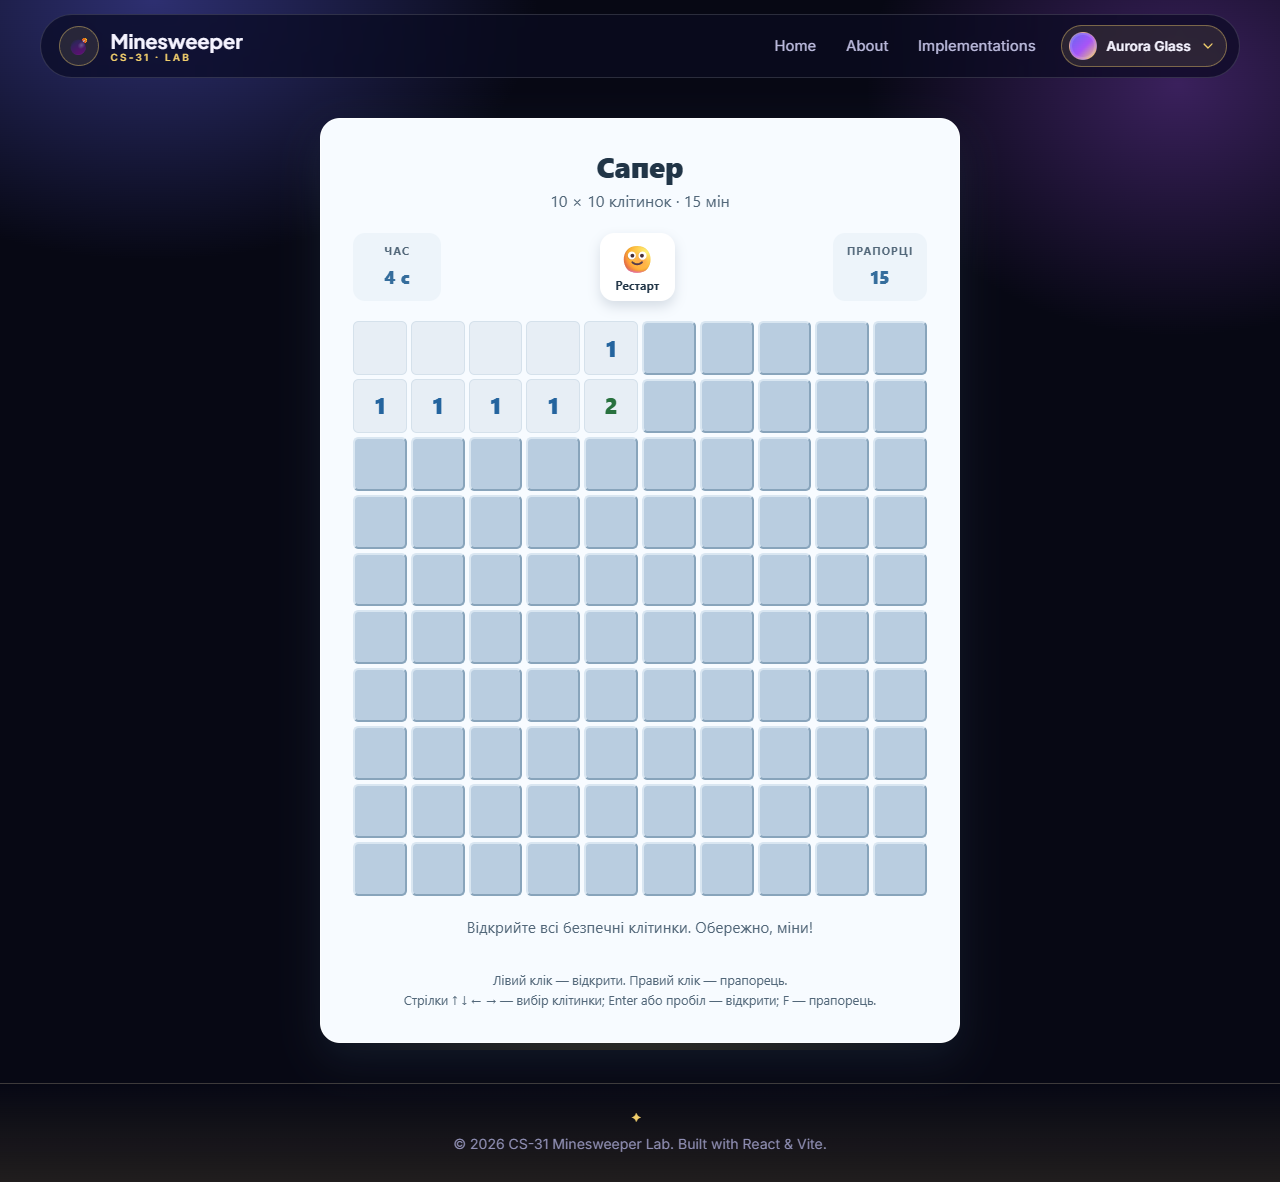 Minesweeper
CS-31 · LAB
Home
About
Implementations
Aurora Glass
Сапер
10 × 10 клітинок · 15 мін
ЧАС
4 с
Рестарт
ПРАПОРЦІ
15
1
1 1 1 1 2
Відкрийте всі безпечні клітинки. Обережно, міни!
Лівий клік — відкрити. Правий клік — прапорець.
Стрілки ↑ ↓ ← → — вибір клітинки; Enter або пробіл — відкрити; F — прапорець.
© 2026 CS-31 Minesweeper Lab. Built with React & Vite.